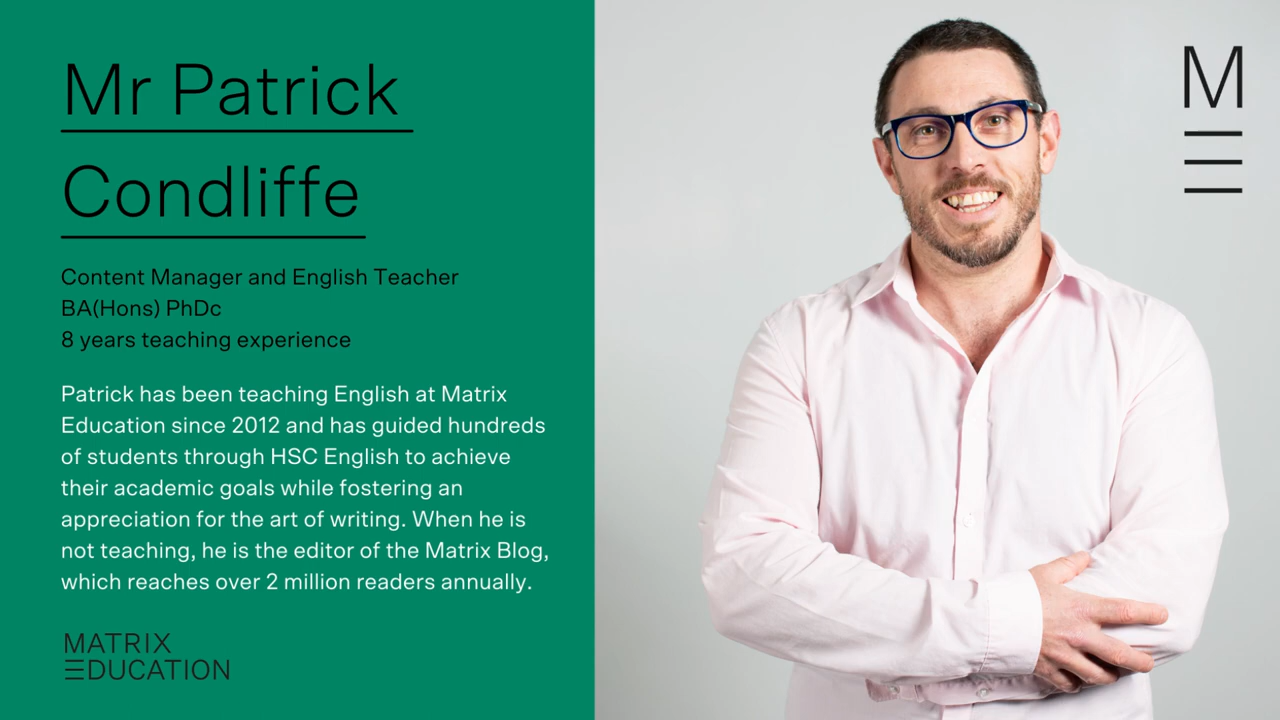 Mr Patrick
Condliffe
Content Manager and English Teacher
BA(Hons) PhDc
8 years teaching experience
Patrick has been teaching English at Matrix
Education since 2012 and has guided hundreds
of students through HSC English to achieve
their academic goals while fostering an
appreciation for the art of writing. When he is
not teaching, he is the editor of the Matrix Blog,
which reaches over 2 million readers annually.
MATRIX
EDUCATION
M
E